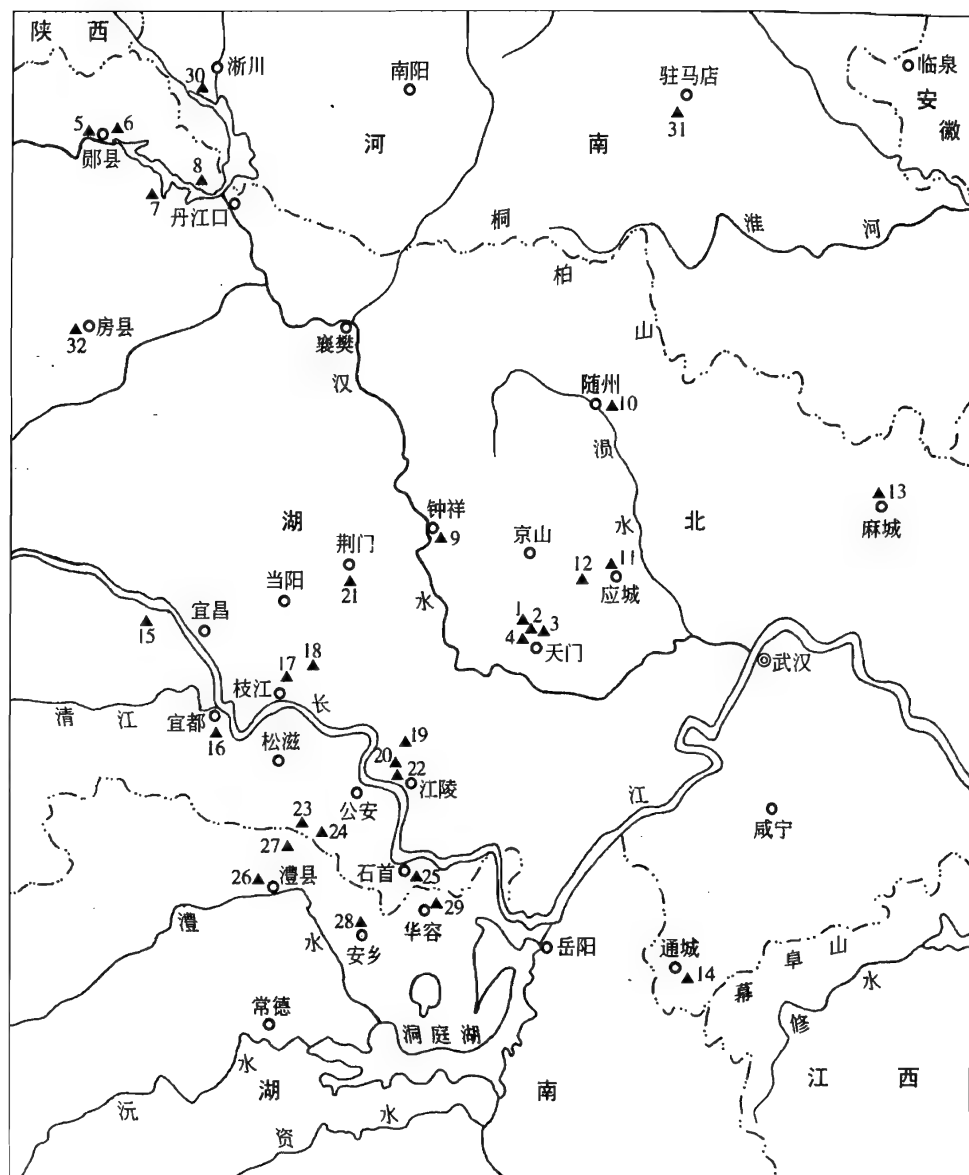 陕 西
淅川
30
南阳
驻马店
31
临泉
安
徽
5
6
郧县
河
南
8
7
丹江口
桐
淮
河
柏
房县
32
山
襄樊
汉
随州
10
涢
钟祥
9
湖
京山
水
北
13
麻城
荆门
21
当阳
12
11
应城
水
宜昌
15
1
2
3
4
天门
武汉
18
17
枝江
长
清
江
宜都
16
松滋
19
20
22
江陵
江
公安
咸宁
23
24
27
石首
25
26
澧县
29
华容
28
安乡
澧
水
岳阳
通城
14
幕
阜
山
水
修
常德
洞庭湖
水
湖
南
江 西
沅
资
水